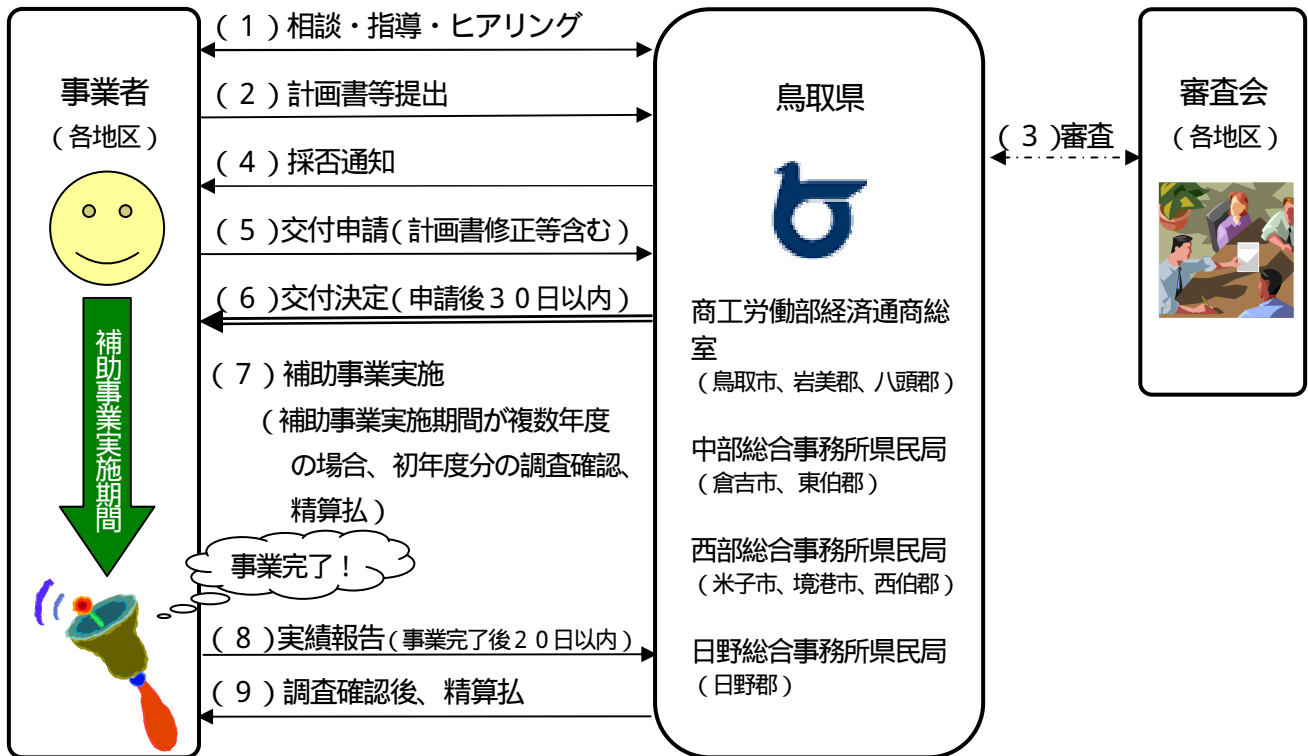 事業者
（各地区）
補助事業実施期間
（１）相談・指導・ヒアリング
（２）計画書等提出
（４）採否通知
（５）交付申請（計画書修正等含む）
（６）交付決定（申請後３０日以内）
（７）補助事業実施
（補助事業実施期間が複数年度
の場合、初年度分の調査確認、
精算払）
事業完了！
（８）実績報告（事業完了後２０日以内）
（９）調査確認後、精算払
鳥取県
商工労働部経済通商総
室
（鳥取市、岩美郡、八頭郡）
中部総合事務所県民局
（倉吉市、東伯郡）
西部総合事務所県民局
（米子市、境港市、西伯郡）
日野総合事務所県民局
（日野郡）
（３）審査
審査会
（各地区）